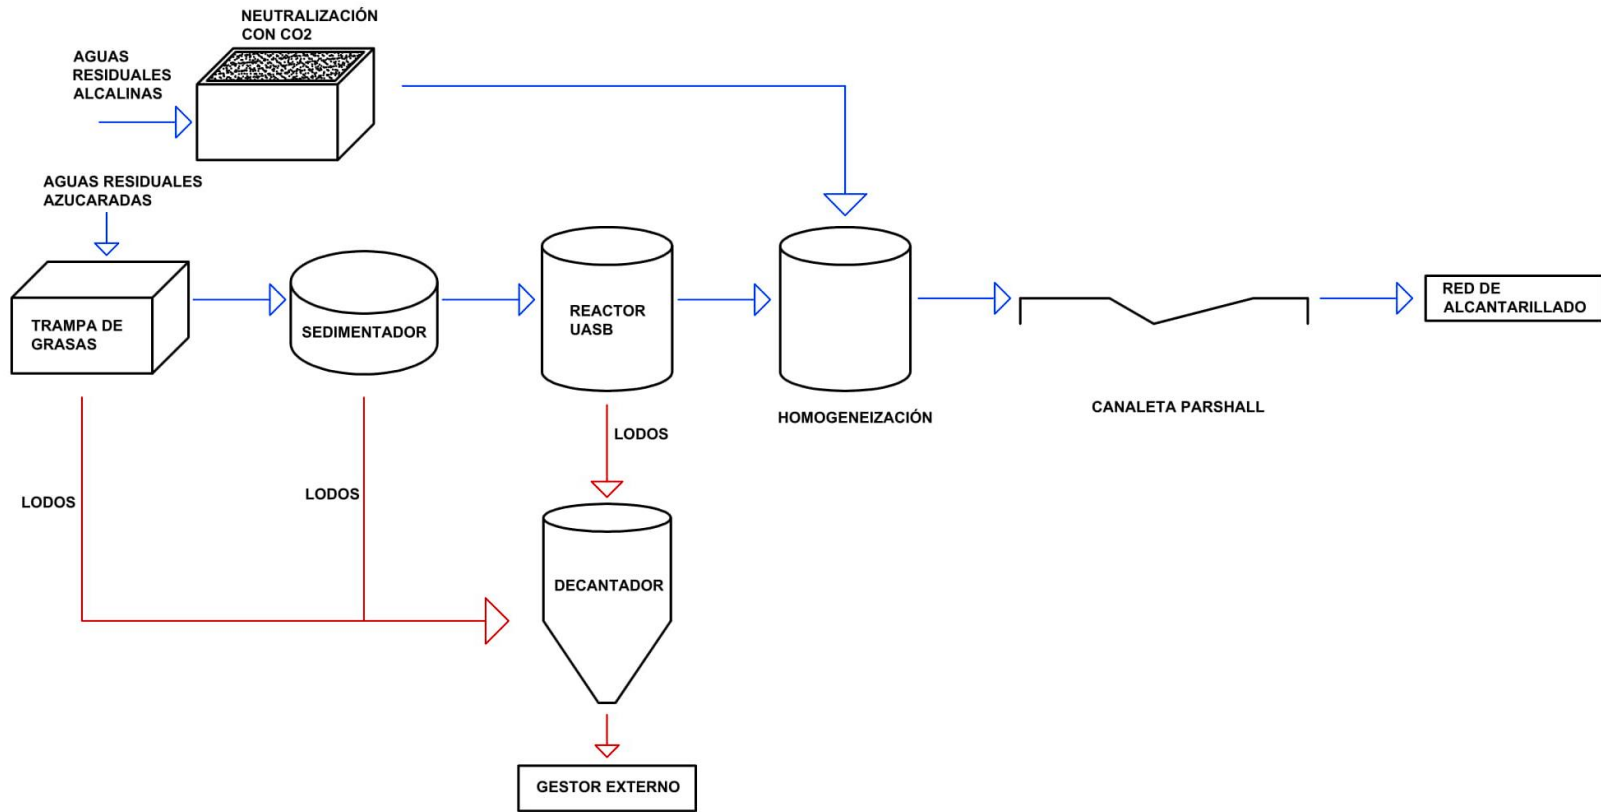 NEUTRALIZACIÓN
CON CO2
AGUAS
RESIDUALES
ALCALINAS
AGUAS RESIDUALES
AZUCARADAS
TRAMPA DE
GRASAS
SEDIMENTADOR
REACTOR
UASB
HOMOGENEIZACIÓN
CANALETA PARSHALL
RED DE
ALCANTARILLADO
LODOS
LODOS
LODOS
DECANTADOR
GESTOR EXTERNO